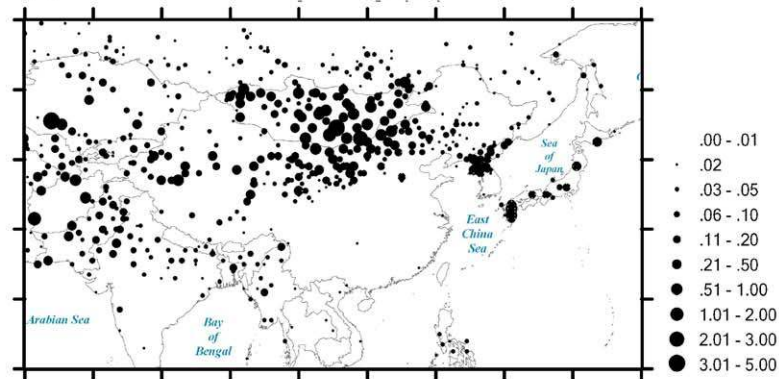 Sea
of
Japan
East
China
Sea
Arabian Sea
Bay
of
Bengal
.00 - .01
.02
.03 - .05
.06 - .10
.11 - .20
.21 - .50
.51 - 1.00
1.01 - 2.00
2.01 - 3.00
3.01 - 5.00